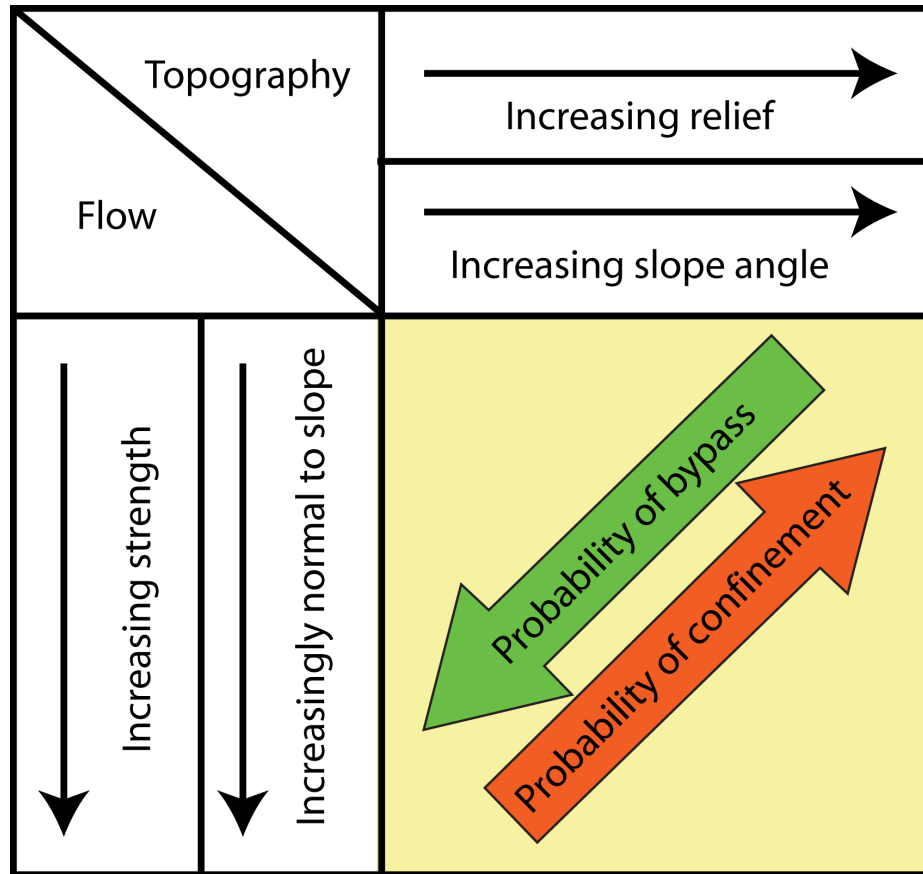 Topography
Flow
Increasing relief
Increasing slope angle
Increasing strength
Increasingly normal to slope
Probability of bypass
Probability of confinement